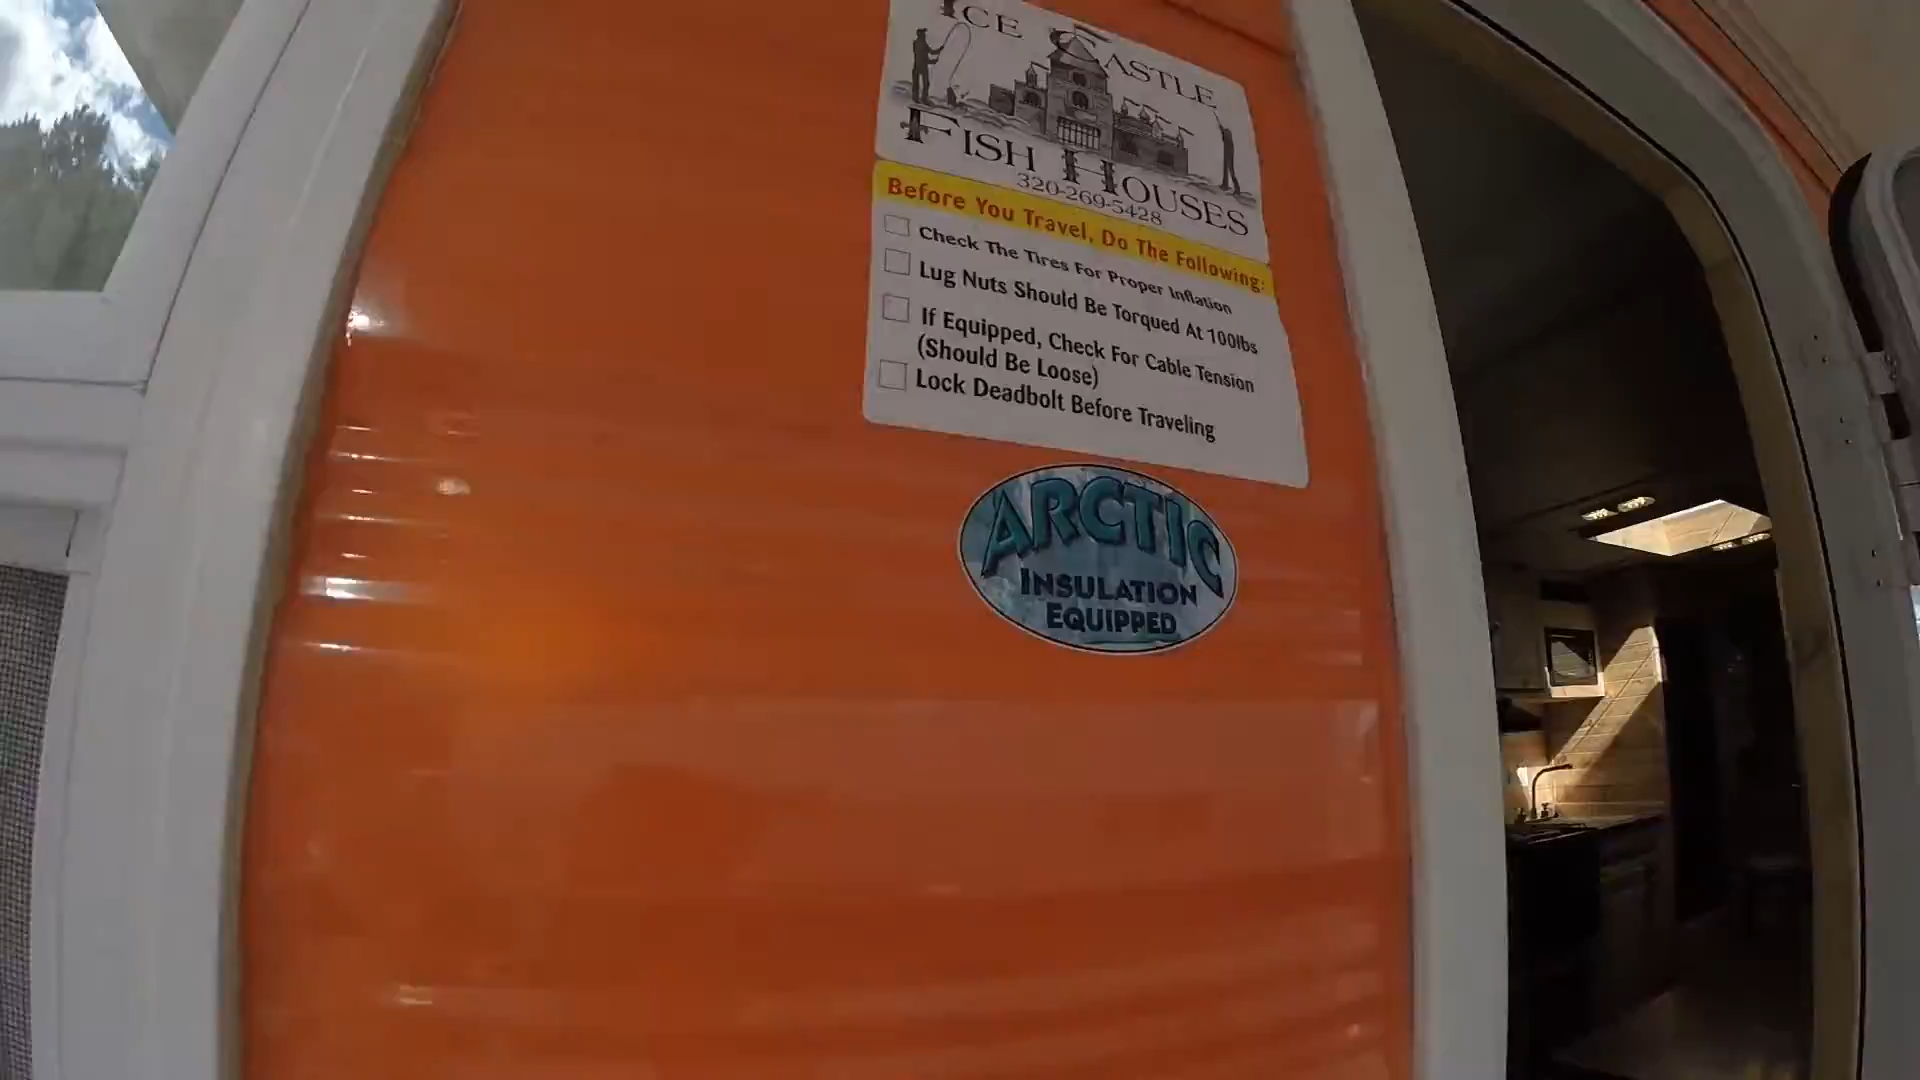 ICE CASTLE
FISH HOUSES
320-269-5428
Before You Travel, Do The Following:
Check The Tires For Proper Inflation
Lug Nuts Should Be Torqued At 100lbs
If Equipped, Check For Cable Tension
(Should Be Loose)
Lock Deadbolt Before Traveling
ARCTIC
INSULATION
EQUIPPED